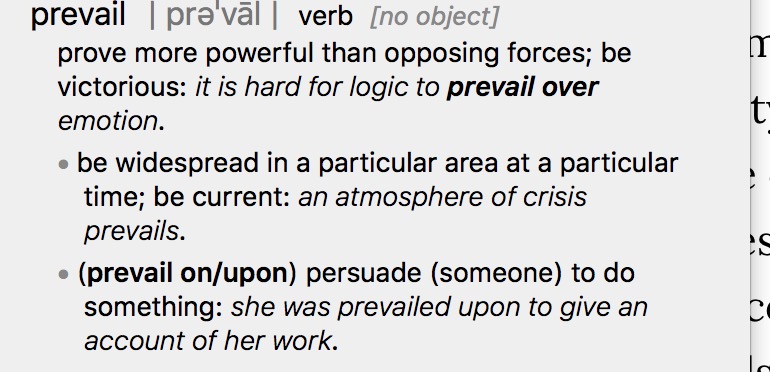 prevail | prəˈvāl | verb [no object]
prove more powerful than opposing forces; be
victorious: it is hard for logic to prevail over
emotion.
• be widespread in a particular area at a particular
time; be current: an atmosphere of crisis
prevails.
• (prevail on/upon) persuade (someone) to do
something: she was prevailed upon to give an
account of her work.